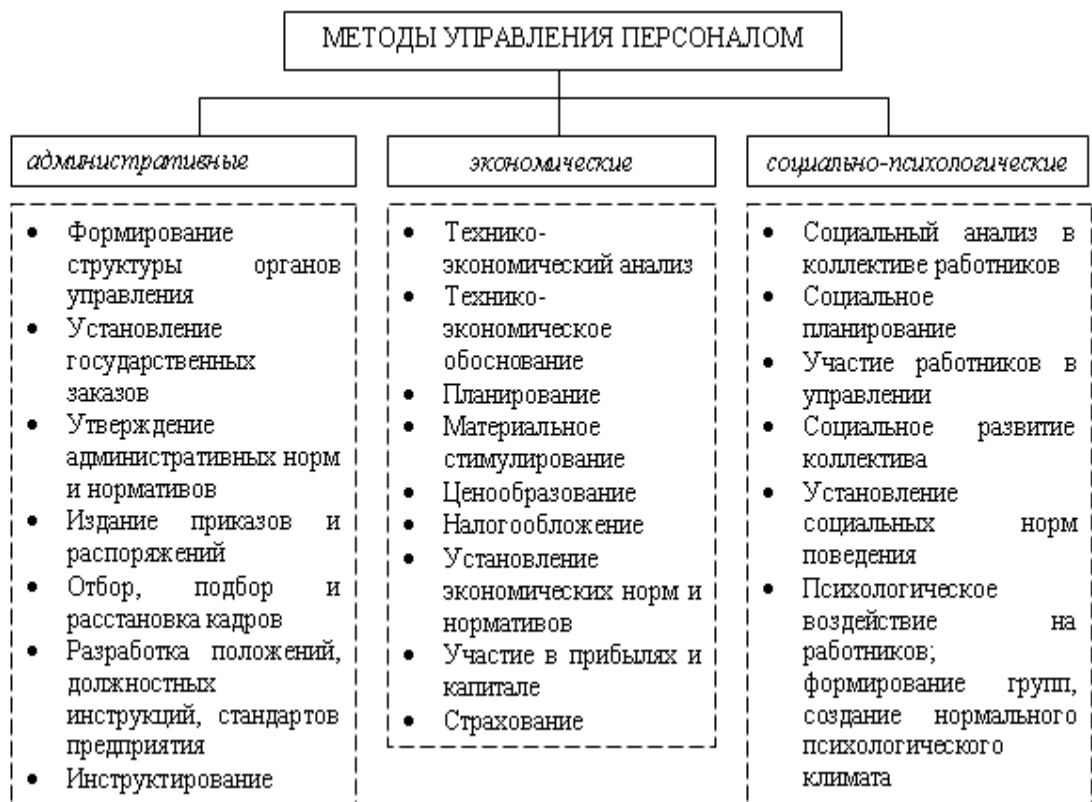 МЕТОДЫ УПРАВЛЕНИЯ ПЕРСОНАЛОМ
административные
• Формирование
структуры органов
управления
• Установление
государственных
заказов
• Утверждение
административных норм
и нормативов
• Издание приказов и
распоряжений
• Отбор, подбор и
расстановка кадров
• Разработка положений,
должностных
инструкций, стандартов
предприятия
• Инструктирование
экономические
• Технико-
экономический анализ
• Технико-
экономическое
обоснование
• Планирование
• Материальное
стимулирование
• Ценообразование
• Налогообложение
• Установление
экономических норм и
нормативов
• Участие в прибылях и
капитале
• Страхование
социально-психологические
• Социальный анализ в
коллективе работников
• Социальное
планирование
• Участие работников в
управлении
• Социальное развитие
коллектива
• Установление
социальных норм
поведения
• Психологическое
воздействие на
работников;
формирование групп,
создание нормального
психологического
климата